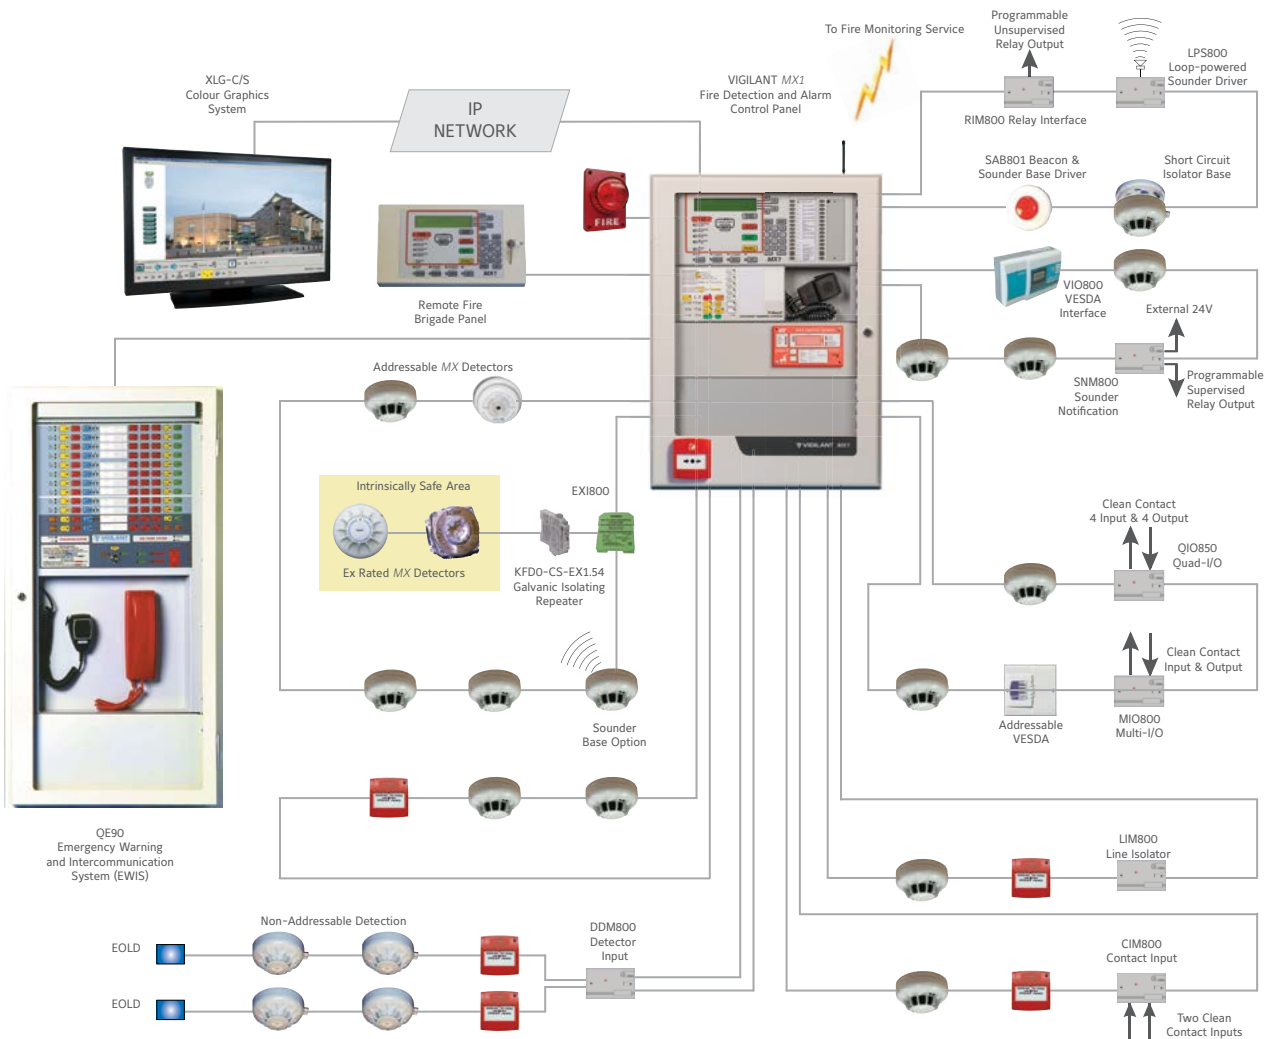 To Fire Monitoring Service
Programmable
Unsupervised
Relay Output
LPS800
Loop-powered
Sounder Driver
XLG-C/S
Colour Graphics
System
IP
NETWORK
VIGILANT MX1
Fire Detection and Alarm
Control Panel
RIM800 Relay Interface
SAB801 Beacon &
Sounder Base Driver
Short Circuit
Isolator Base
FIRE
MX1
MX1
Remote Fire
Brigade Panel
VIO800
VESDA
Interface
External 24V
SNM800
Sounder
Notification
Programmable
Supervised
Relay Output
Addressable MX Detectors
VIGILANT MX1
Intrinsically Safe Area
Ex Rated MX Detectors
EXI800
KFD0-CS-EX1.54
Galvanic Isolating
Repeater
Clean Contact
4 Input & 4 Output
QIO850
Quad-I/O
Clean Contact
Input & Output
Addressable
VESDA
MIO800
Multi-I/O
Sounder
Base Option
VIGILANT
QE90
Emergency Warning
and Intercommunication
System (EWIS)
LIM800
Line Isolator
Non-Addressable Detection
EOLD
DDM800
Detector
Input
EOLD
CIM800
Contact Input
Two Clean
Contact Inputs